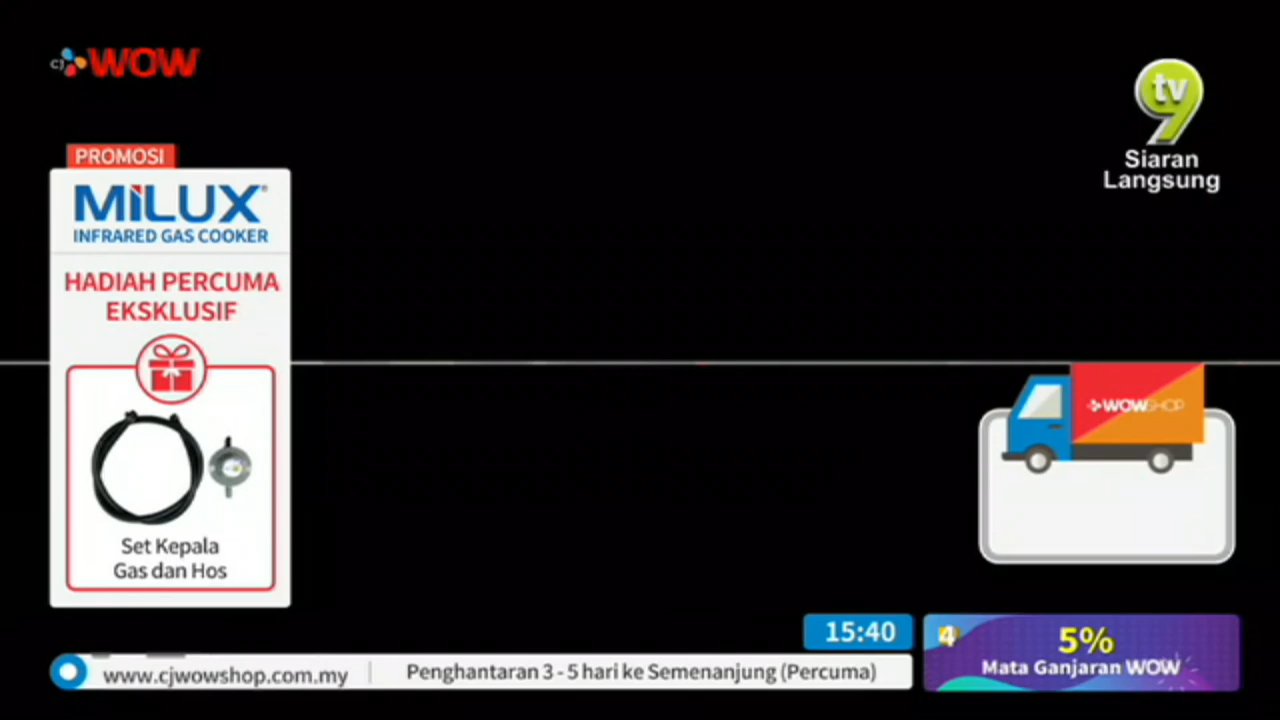 CJ WOW
tv9
Siaran
Langsung
PROMOSI
MiLUX®
INFRARED GAS COOKER
HADIAH PERCUMA
EKSKLUSIF
Set Kepala
Gas dan Hos
WOWSHOP
15:40
4
5%
Mata Ganjaran WOW
www.cjwowshop.com.my
Penghantaran 3 - 5 hari ke Semenanjung (Percuma)